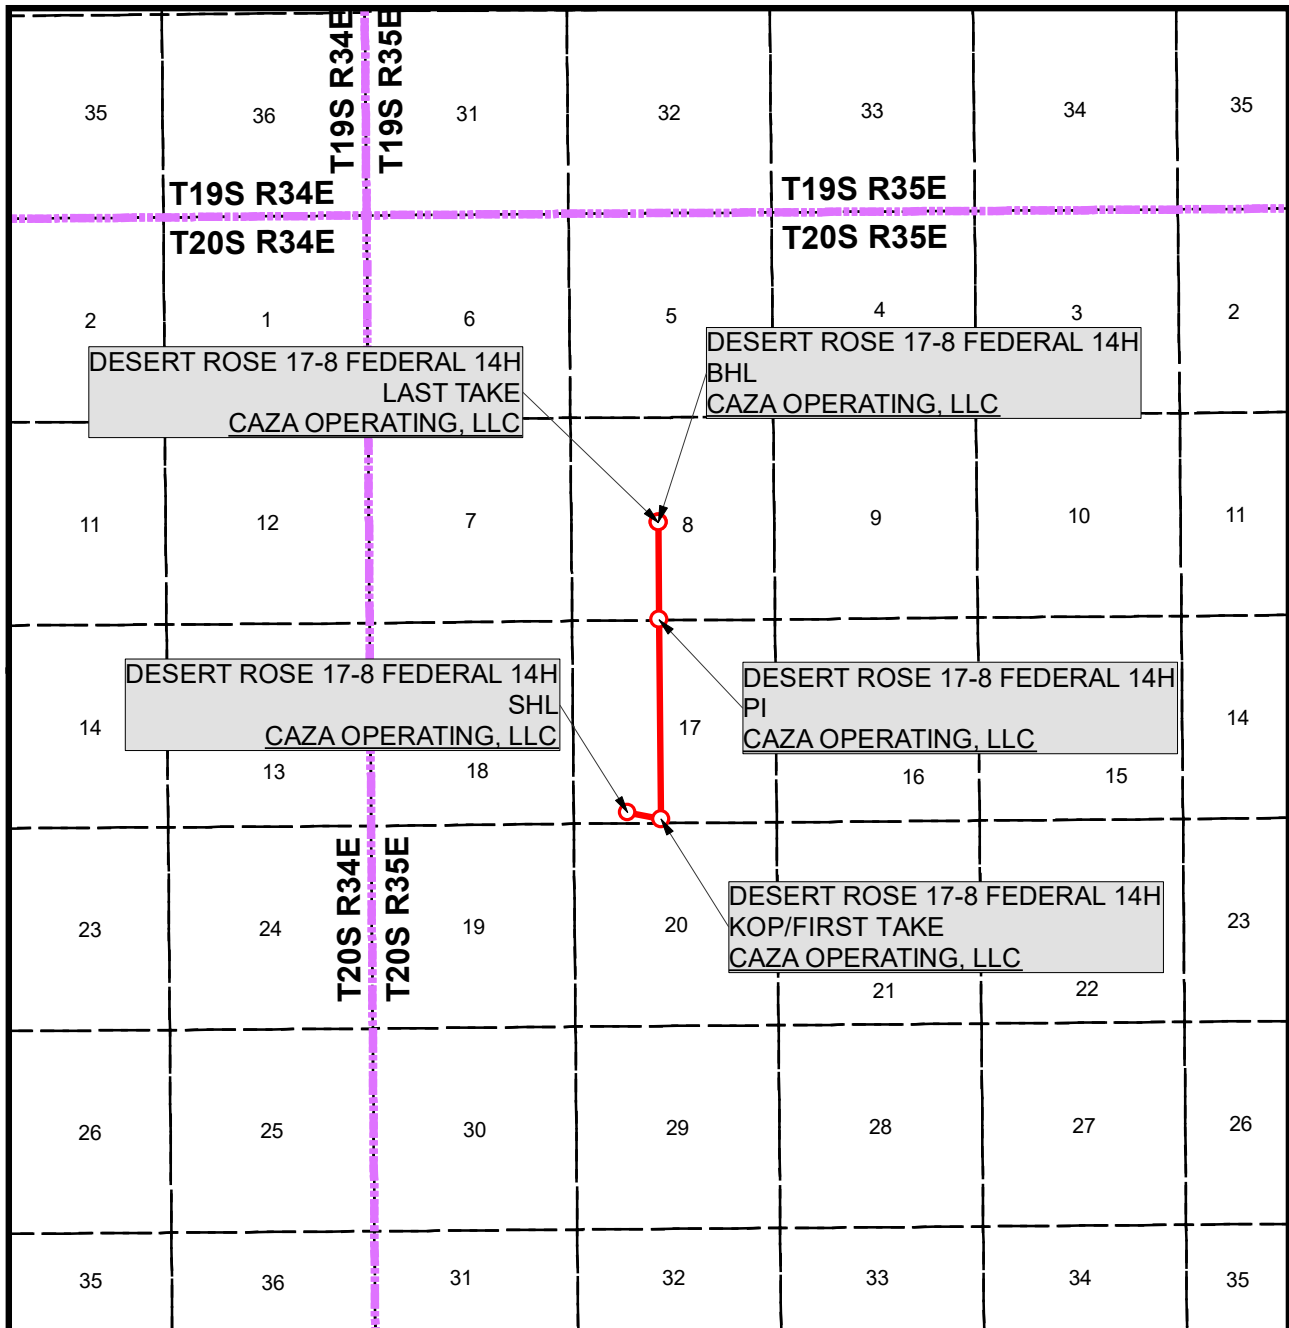 T19S R34E
T19S R35E
35
36
31
32
33
34
35
T19S R34E
T19S R35E
T20S R34E
T20S R35E
2
1
6
5
4
3
2
DESERT ROSE 17-8 FEDERAL 14H
LAST TAKE
CAZA OPERATING, LLC
DESERT ROSE 17-8 FEDERAL 14H
BHL
CAZA OPERATING, LLC
11
12
7
8
9
10
11
DESERT ROSE 17-8 FEDERAL 14H
SHL
CAZA OPERATING, LLC
DESERT ROSE 17-8 FEDERAL 14H
PI
CAZA OPERATING, LLC
14
13
18
17
16
15
14
T20S R34E
T20S R35E
DESERT ROSE 17-8 FEDERAL 14H
KOP/FIRST TAKE
CAZA OPERATING, LLC
23
24
19
20
21
22
23
26
25
30
29
28
27
26
35
36
31
32
33
34
35